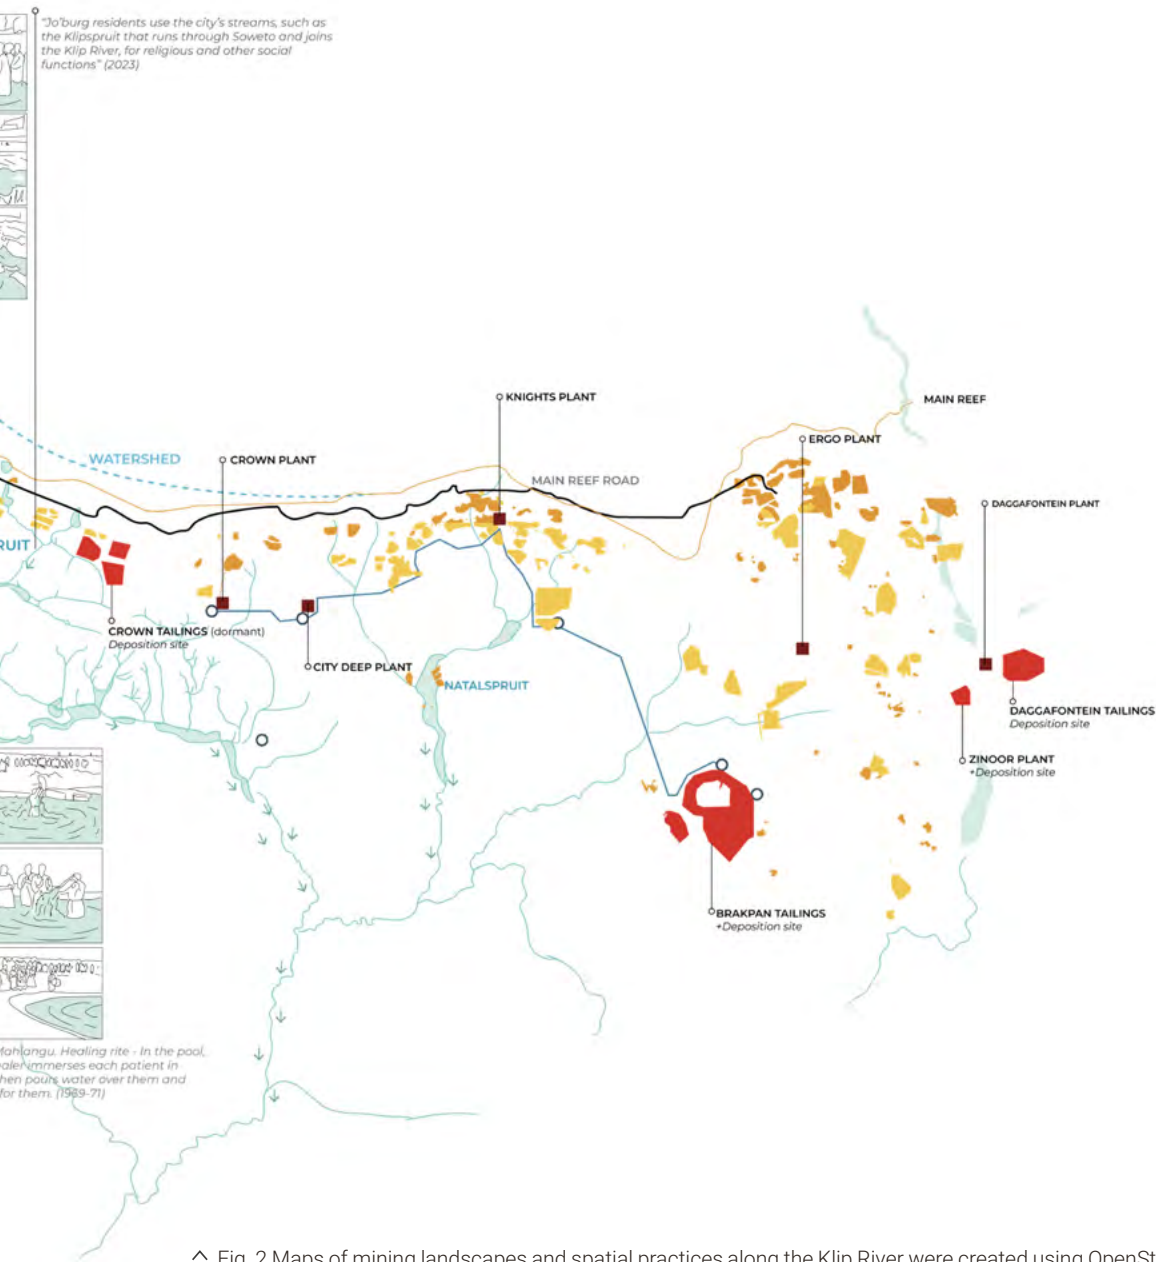 "Jo'burg residents use the city's streams, such as
the Klipspruit that runs through Soweto and joins
the Klip River, for religious and other social
functions" (2023)
KNIGHTS PLANT
MAIN REEF
ERGO PLANT
WATERSHED
CROWN PLANT
MAIN REEF ROAD
DAGGAFONTEIN PLANT
RUIT
CROWN TAILINGS (dormant)
Deposition site
CITY DEEP PLANT
NATALSPRUIT
DAGGAFONTEIN TAILINGS
Deposition site
ZINOOR PLANT
+Deposition site
BRAKPAN TAILINGS
+Deposition site
Mahlangu. Healing rite - In the pool,
ealer immerses each patient in
hen pours water over them and
for them. (1969-71)
Fig. 2 Maps of mining landscapes and spatial practices along the Klip River were created using OpenSt